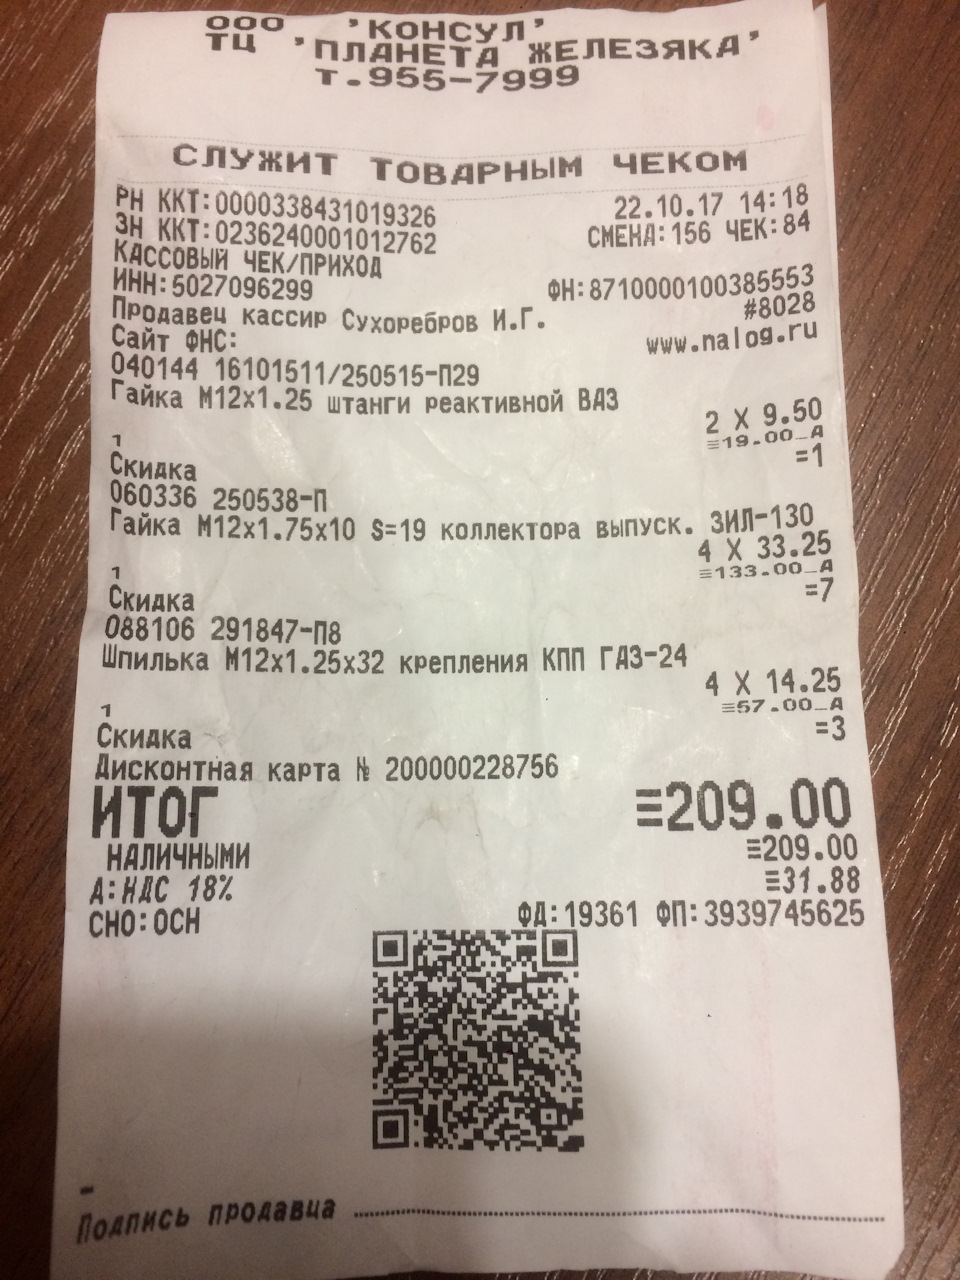 ООО 'КОНСУЛ'
ТЦ 'ПЛАНЕТА ЖЕЛЕЗЯКА'
т.955-7999
СЛУЖИТ ТОВАРНЫМ ЧЕКОМ
РН ККТ:0000338431019326 22.10.17 14:18
ЗН ККТ:0236240001012762 СМЕНА:156 ЧЕК:84
КАССОВЫЙ ЧЕК/ПРИХОД
ИНН:5027096299 ФН:8710000100385553
Продавец кассир Сухоребров И.Г. #8028
Сайт ФНС: www.nalog.ru
040144 16101511/250515-П29
Гайка М12х1.25 штанги реактивной ВАЗ
2 X 9.50
1 ≡19.00_А
Скидка =1
060336 250538-П
Гайка М12х1.75х10 S=19 коллектора выпуск. ЗИЛ-130
4 X 33.25
1 ≡133.00_А
Скидка =7
088106 291847-П8
Шпилька М12х1.25х32 крепления КПП ГАЗ-24
4 X 14.25
1 ≡57.00_А
Скидка =3
Дисконтная карта № 200000228756
ИТОГ ≡209.00
НАЛИЧНЫМИ ≡209.00
А:НДС 18% ≡31.88
СНО:ОСН ФД:19361 ФП:3939745625
Подпись продавца